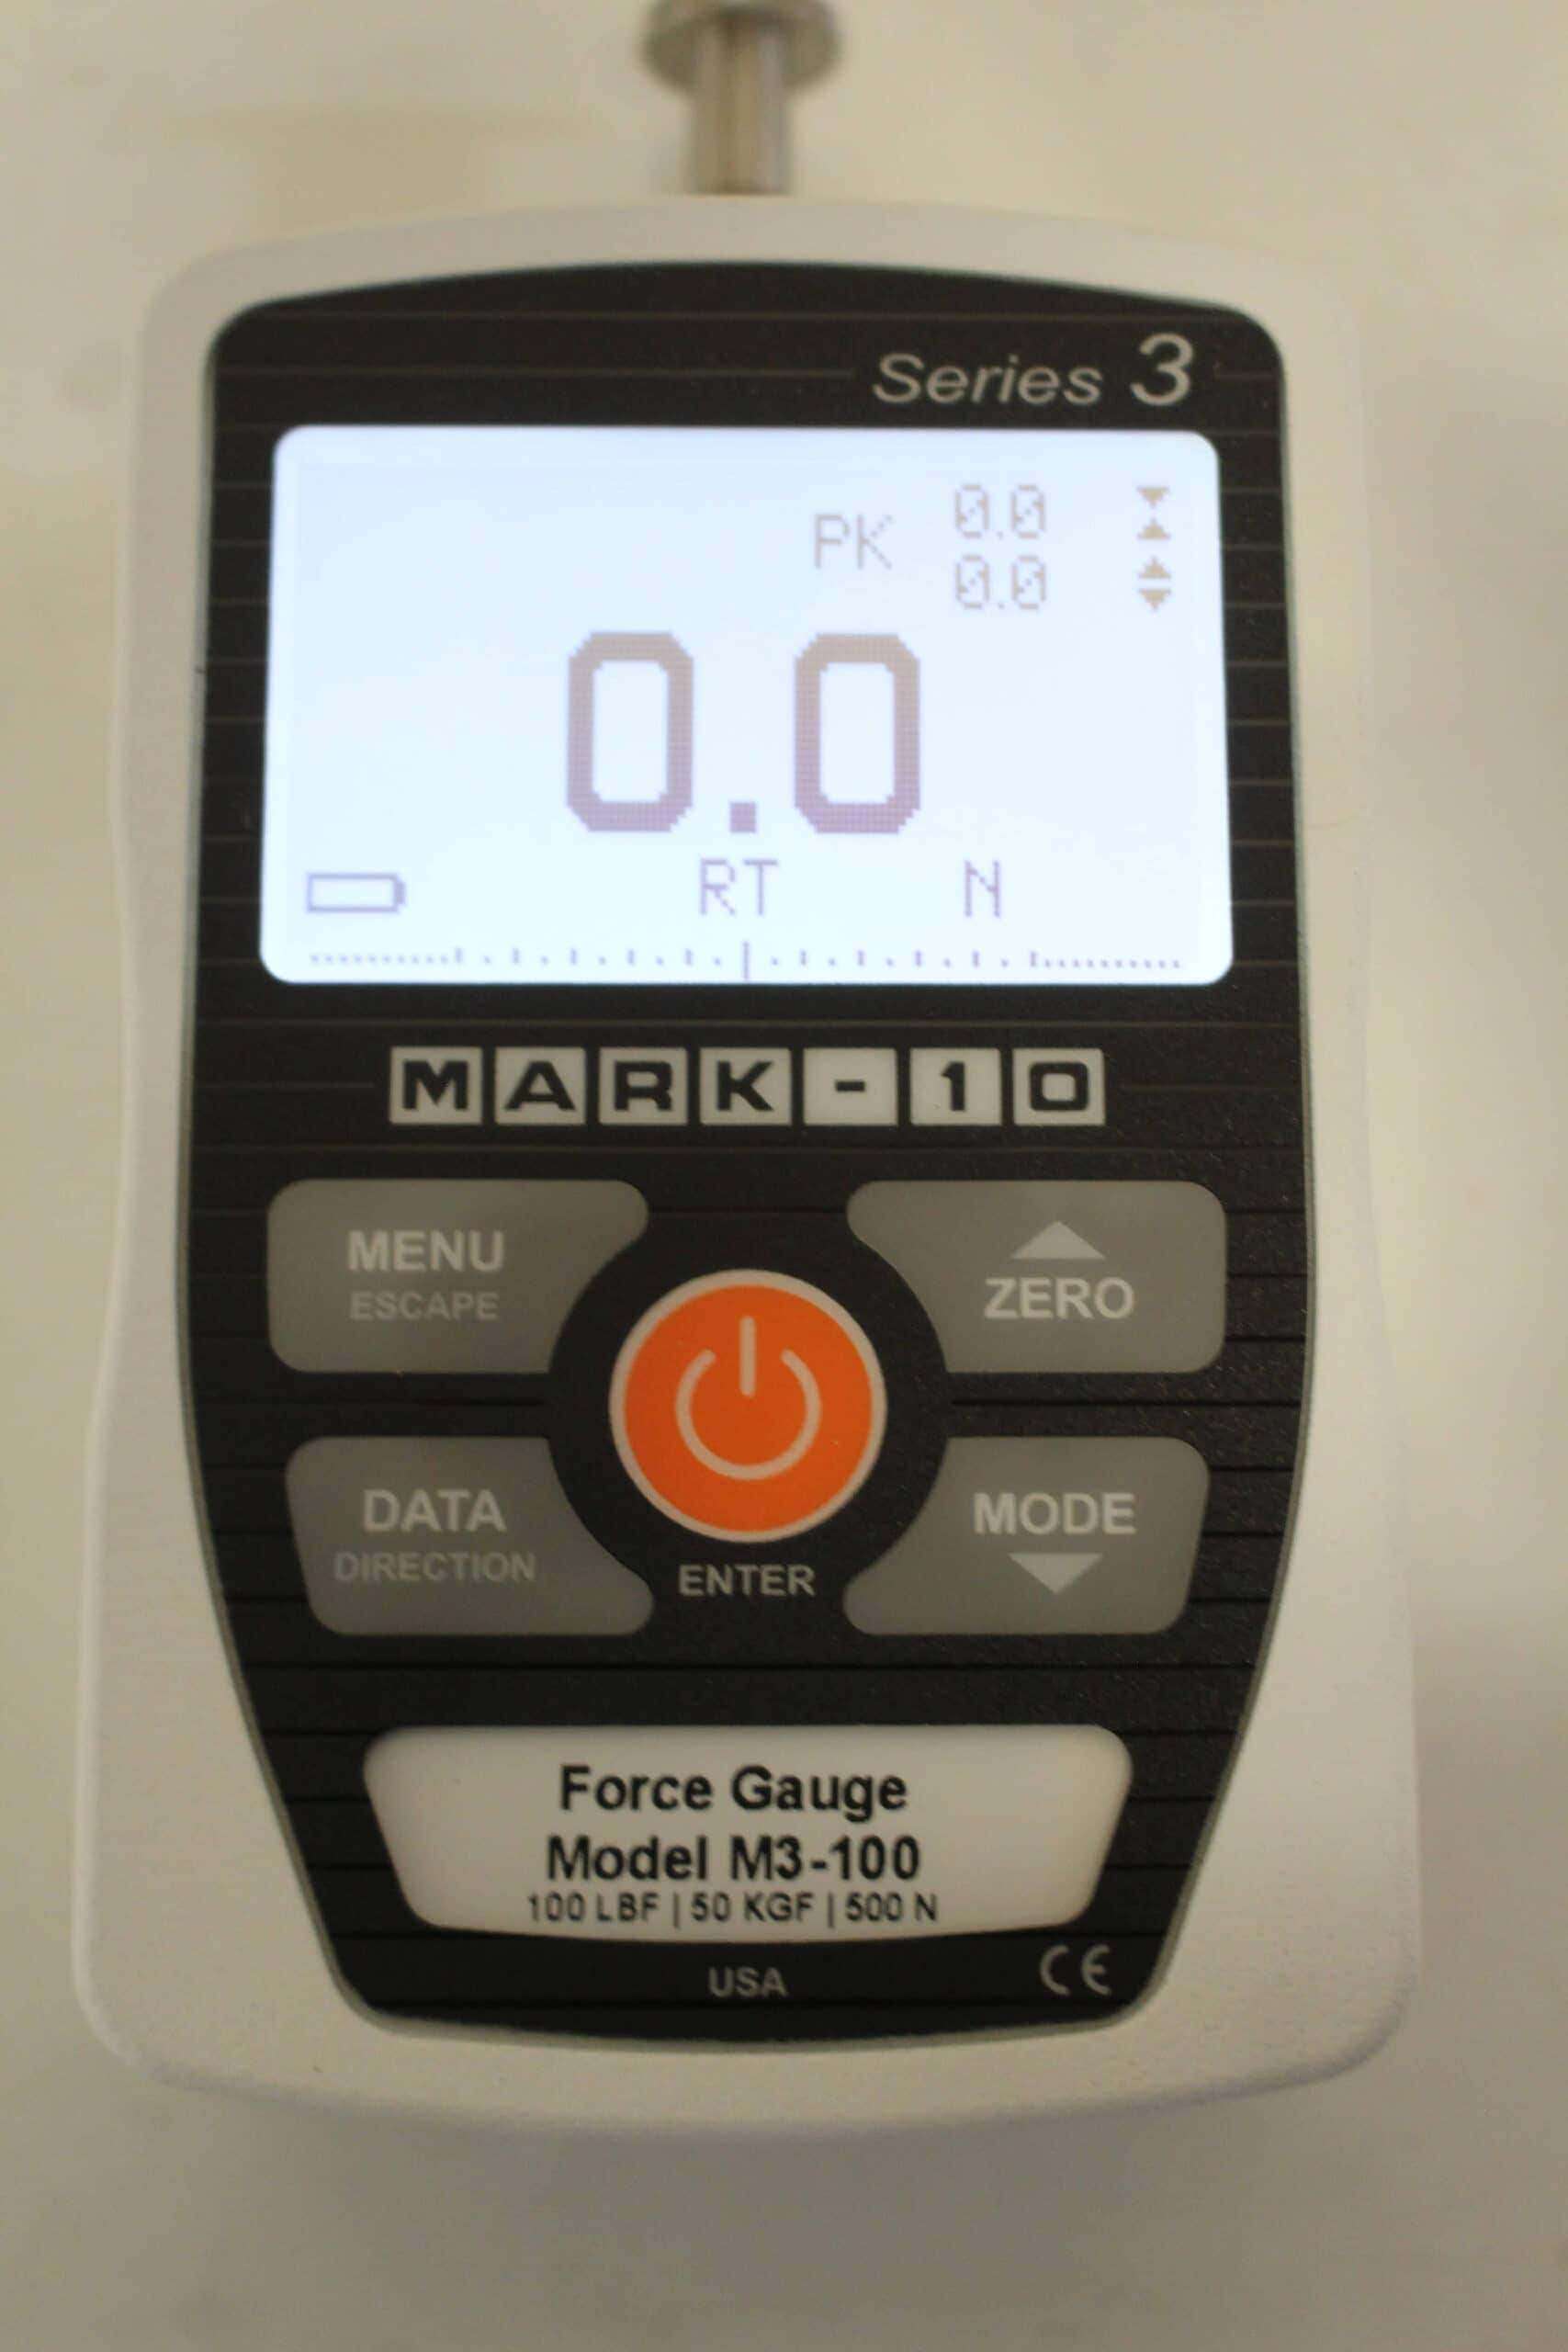 Series 3
PK 0.0
0.0
0.0
RT N
MARK-10
MENU
ESCAPE
ZERO
DATA
DIRECTION
ENTER
MODE
Force Gauge
Model M3-100
100 LBF | 50 KGF | 500 N
USA CE